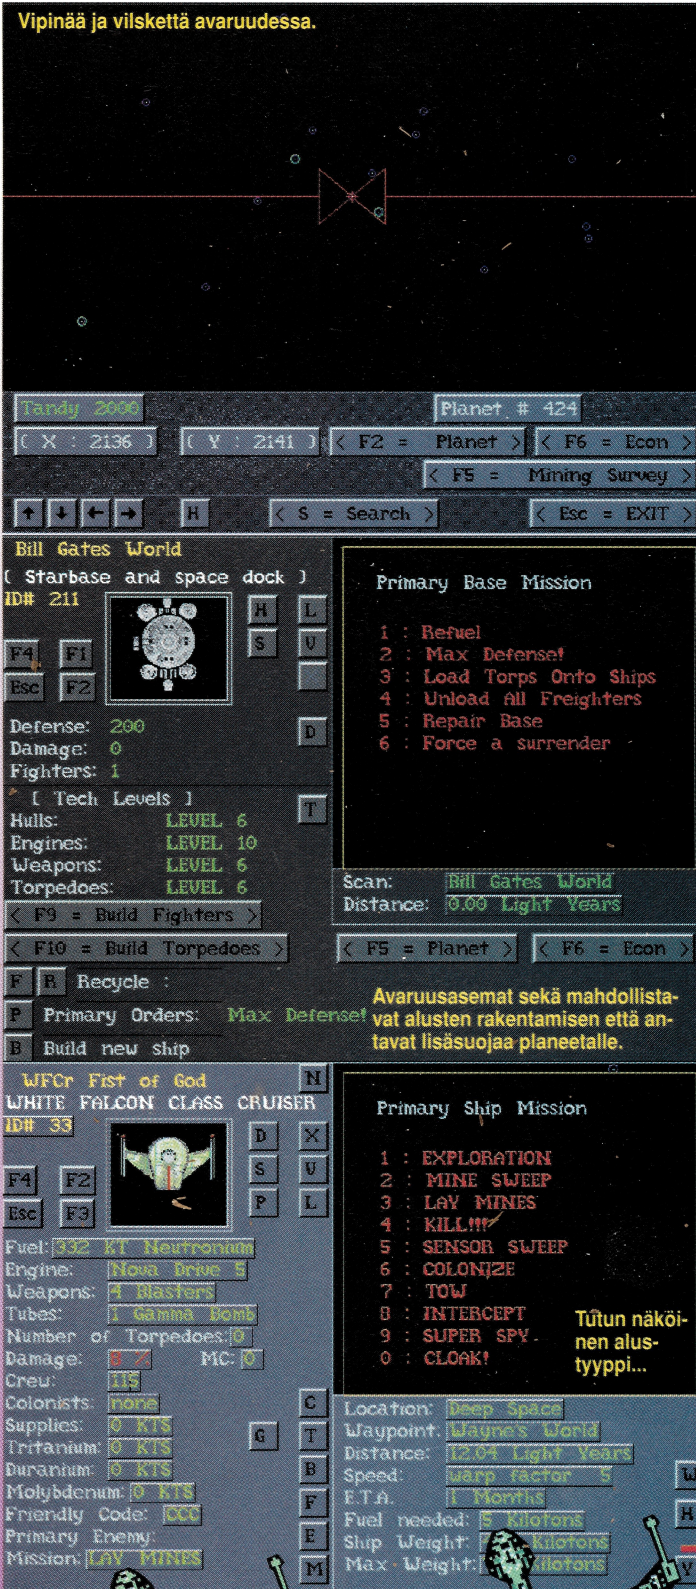 Vipinää ja vilskettä avaruudessa.
Tandy 2000
Planet # 424
( X : 2136 )
( Y : 2141 )
< F2 = Planet >
< F6 = Econ >
< F5 = Mining Survey >
H
< S = Search >
< Esc = EXIT >
Bill Gates World
( Starbase and space dock )
ID# 211
H
L
F4
F1
S
V
Esc
F2
Defense: 200
D
Damage: 0
Fighters: 1
[ Tech Levels ]
T
Hulls: LEVEL 6
Engines: LEVEL 10
Weapons: LEVEL 6
Torpedoes: LEVEL 6
< F9 = Build Fighters >
< F10 = Build Torpedoes >
F R Recycle :
P Primary Orders: Max Defense!
B Build new ship
Primary Base Mission
1 : Refuel
2 : Max Defense!
3 : Load Torps Onto Ships
4 : Unload All Freighters
5 : Repair Base
6 : Force a surrender
Scan: Bill Gates World
Distance: 0.00 Light Years
< F5 = Planet >
< F6 = Econ >
Avaruusasemat sekä mahdollista-
vat alusten rakentamisen että an-
tavat lisäsuojaa planeetalle.
WFCr Fist of God
N
WHITE FALCON CLASS CRUISER
ID# 33
D
X
F4
F2
S
V
Esc
F3
P
L
Fuel: 332 KT Neutronium
Engine: Nova Drive 5
Weapons: 4 Blasters
Tubes: 1 Gamma Bomb
Number of Torpedoes: 0
Damage: 8 % MC: 0
Crew: 115
Colonists: none
C
Supplies: 0 KTS
G
T
Tritanium: 0 KTS
Duranium: 0 KTS
B
Molybdenum: 0 KTS
F
Friendly Code: CCC
Primary Enemy:
E
Mission: LAY MINES
M
Primary Ship Mission
1 : EXPLORATION
2 : MINE SWEEP
3 : LAY MINES
4 : KILL!!!
5 : SENSOR SWEEP
6 : COLONIZE
7 : TOW
8 : INTERCEPT
9 : SUPER SPY
0 : CLOAK!
Tutun näköi-
nen alus-
tyyppi...
Location: Deep Space
Waypoint. Wayne's World
Distance: 12.04 Light Years
Speed: warp factor 5
W
E.T.A. 1 Months
H
Fuel needed: 5 Kilotons
Ship Weight: Kilotons
Max Weight: Kilotons